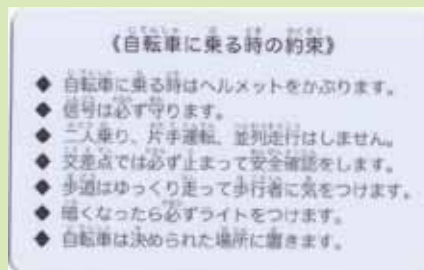 《自転車に乗る時の約束》
◆ 自転車に乗る時はヘルメットをかぶります。
◆ 信号は必ず守ります。
◆ 二人乗り、片手運転、並列走行はしません。
◆ 交差点では必ず止まって安全確認をします。
◆ 歩道はゆっくり走って歩行者に気をつけます。
◆ 暗くなったら必ずライトをつけます。
◆ 自転車は決められた場所に置きます。